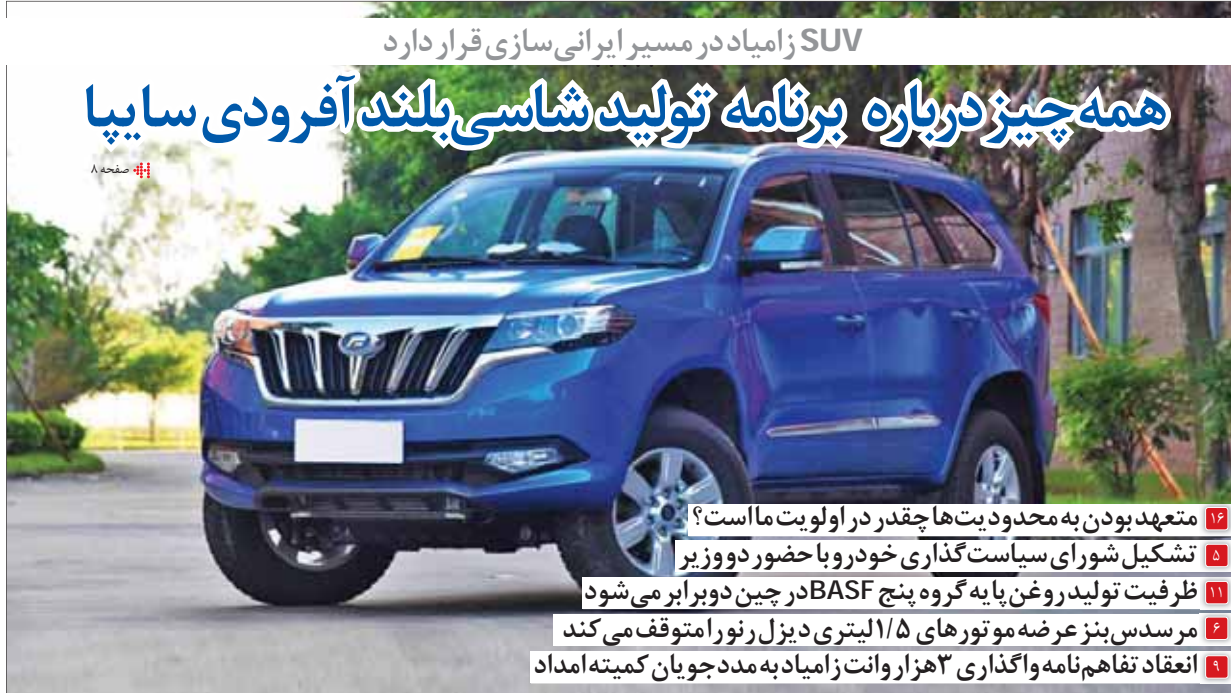 SUV زامیاد در مسیر ایرانی‌سازی قرار دارد
همه چیز درباره برنامه تولید شاسی‌بلند آفرودی سایپا
صفحه ۸
۱۶ متعهد بودن به محدودیت‌ها چقدر در اولویت ما است؟
۵ تشکیل شورای سیاست‌گذاری خودرو با حضور دو وزیر
۱۱ ظرفیت تولید روغن پایه گروه پنج BASF در چین دوبرابر می‌شود
۶ مرسدس بنز عرضه موتورهای ۱/۵ لیتری دیزل رنو را متوقف می‌کند
۹ انعقاد تفاهم‌نامه واگذاری ۳هزار وانت زامیاد به مددجویان کمیته امداد